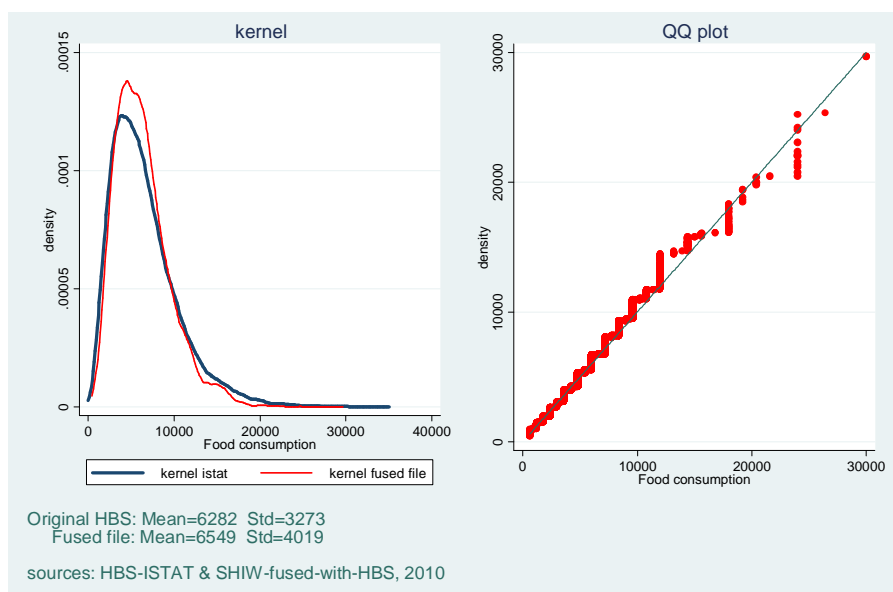 kernel
.00015
.0001
.00005
0
density
0 10000 20000 30000 40000
Food consumption
kernel istat kernel fused file
QQ plot
30000
20000
10000
0
density
0 10000 20000 30000
Food consumption
Original HBS: Mean=6282 Std=3273
Fused file: Mean=6549 Std=4019
sources: HBS-ISTAT & SHIW-fused-with-HBS, 2010